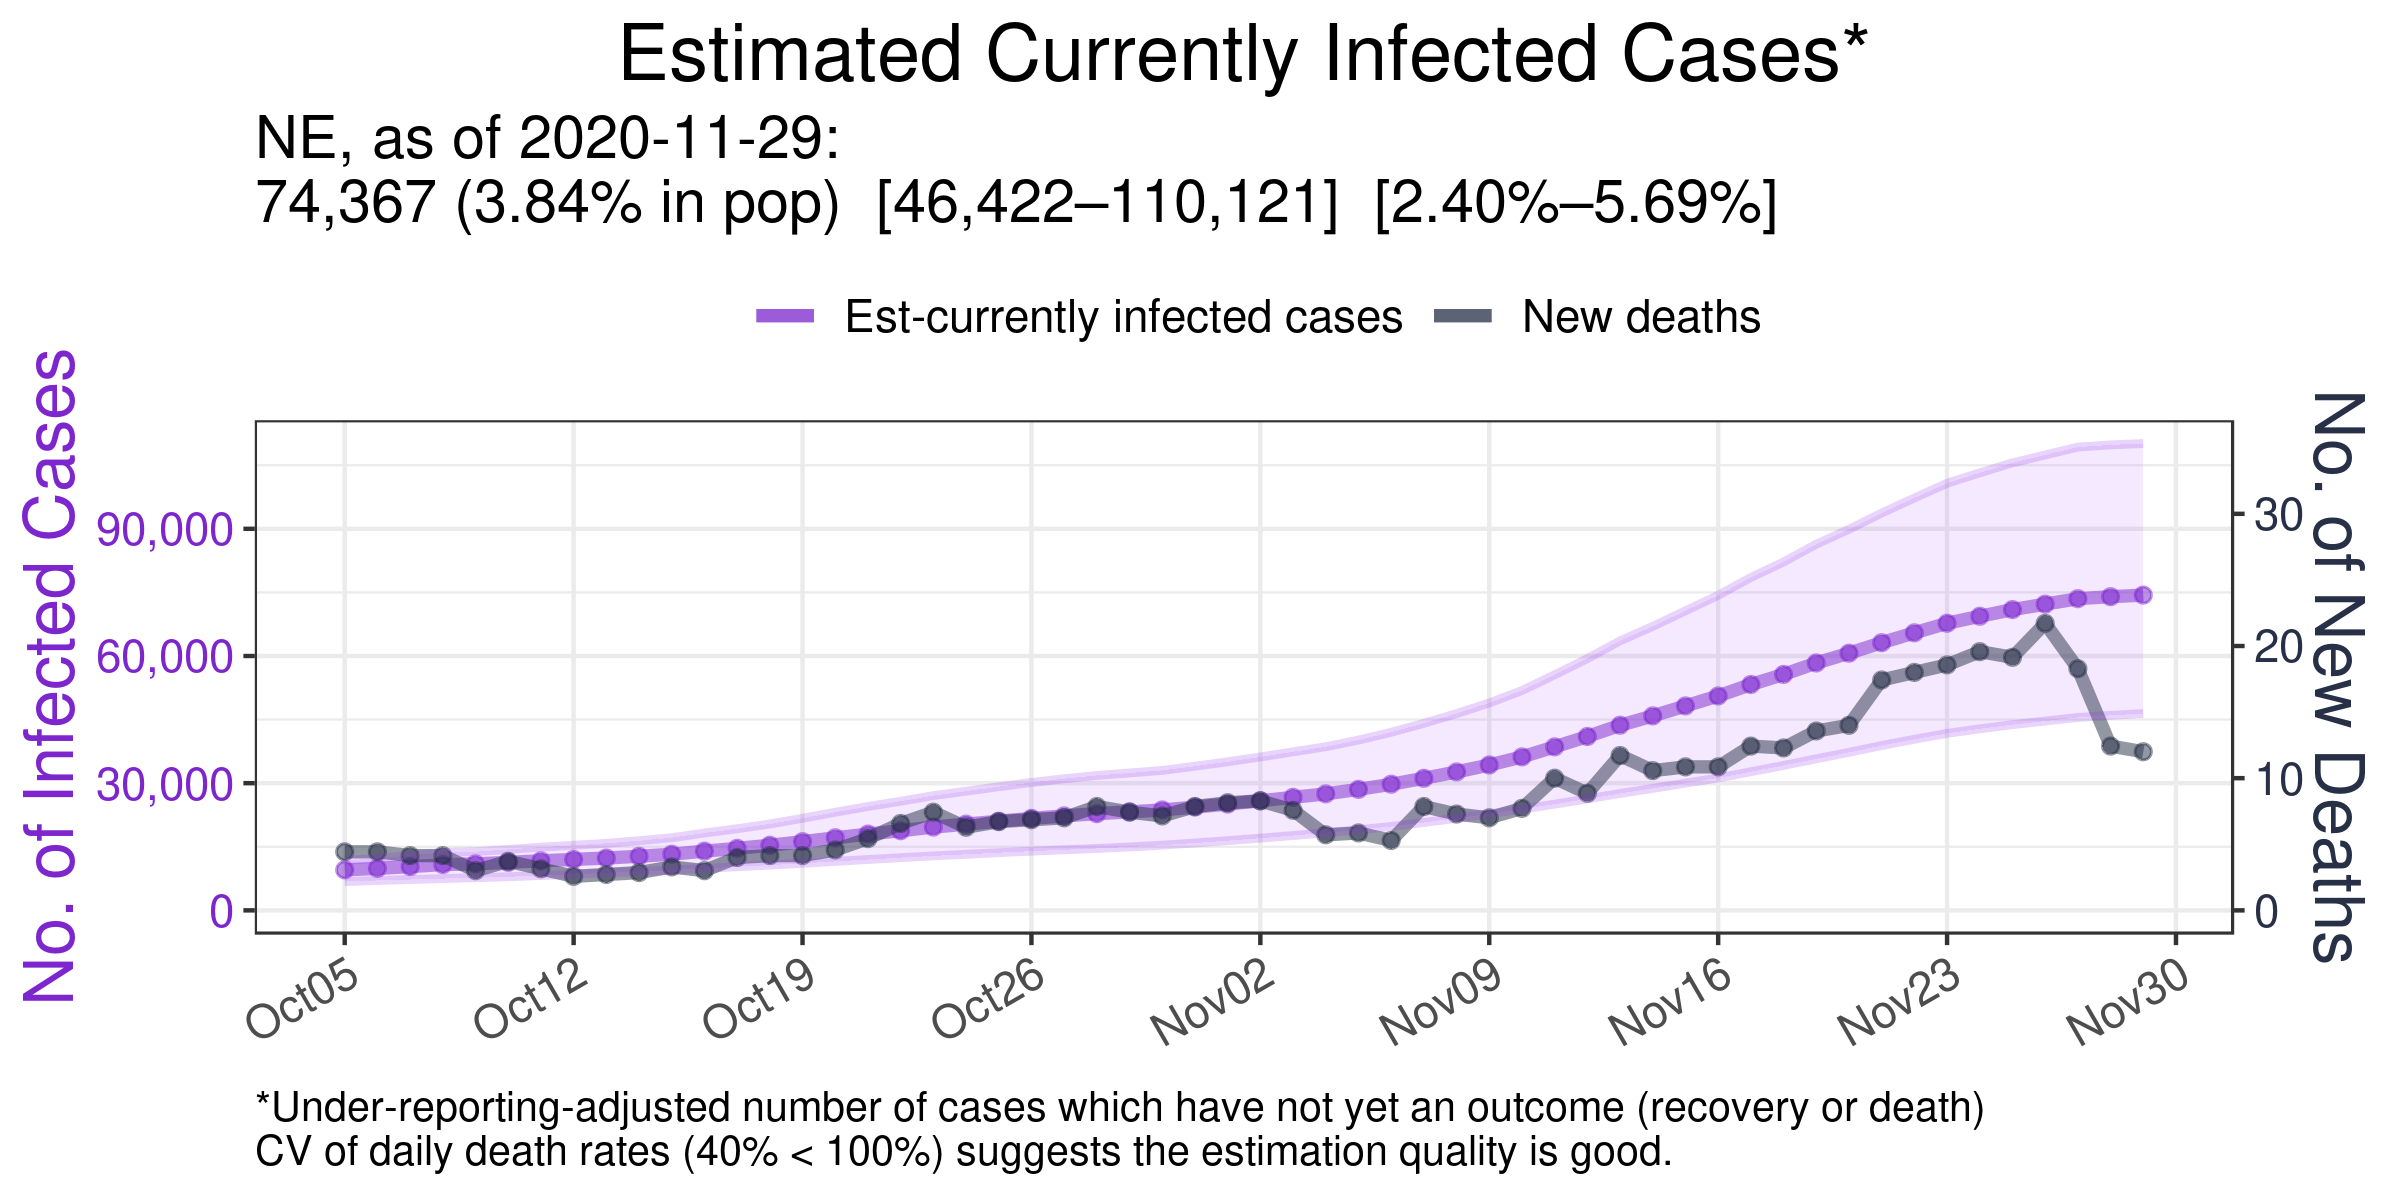 Estimated Currently Infected Cases*
NE, as of 2020-11-29:
74,367 (3.84% in pop)  [46,422–110,121]  [2.40%–5.69%]
Est-currently infected cases
New deaths
No. of Infected Cases
90,000
60,000
30,000
0
No. of New Deaths
30
20
10
0
Oct05
Oct12
Oct19
Oct26
Nov02
Nov09
Nov16
Nov23
Nov30
*Under-reporting-adjusted number of cases which have not yet an outcome (recovery or death)
CV of daily death rates (40% < 100%) suggests the estimation quality is good.